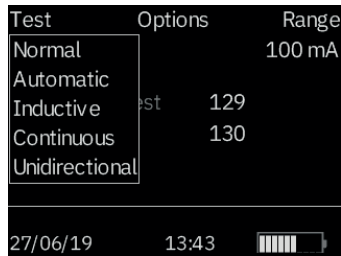 Test Options Range
Normal 100 mA
Automatic
Inductive est 129
Continuous 130
Unidirectional
27/06/19 13:43